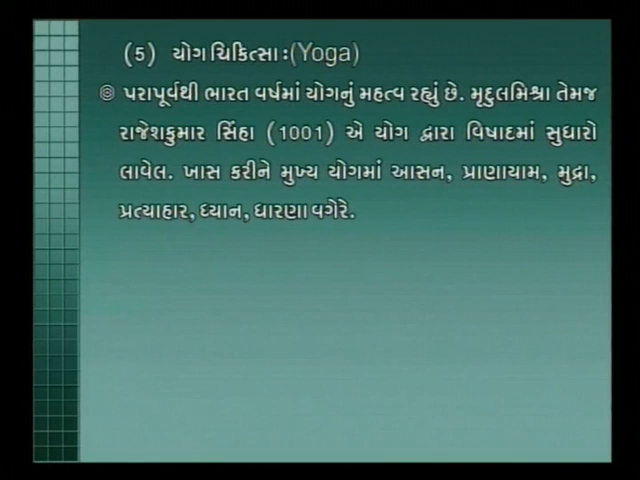 (5) યોગ ચિકિત્સા :(Yoga)
પરાપૂર્વથી ભારત વર્ષમાં યોગનું મહત્વ રહ્યું છે. મૃદુલમિશ્રા તેમજ
રાજેશકુમાર સિંહા (1001) એ યોગ દ્વારા વિષાદમાં સુધારો
લાવેલ. ખાસ કરીને મુખ્ય યોગમાં આસન, પ્રાણાયામ, મુદ્રા,
પ્રત્યાહાર, ધ્યાન, ધારણા વગેરે.